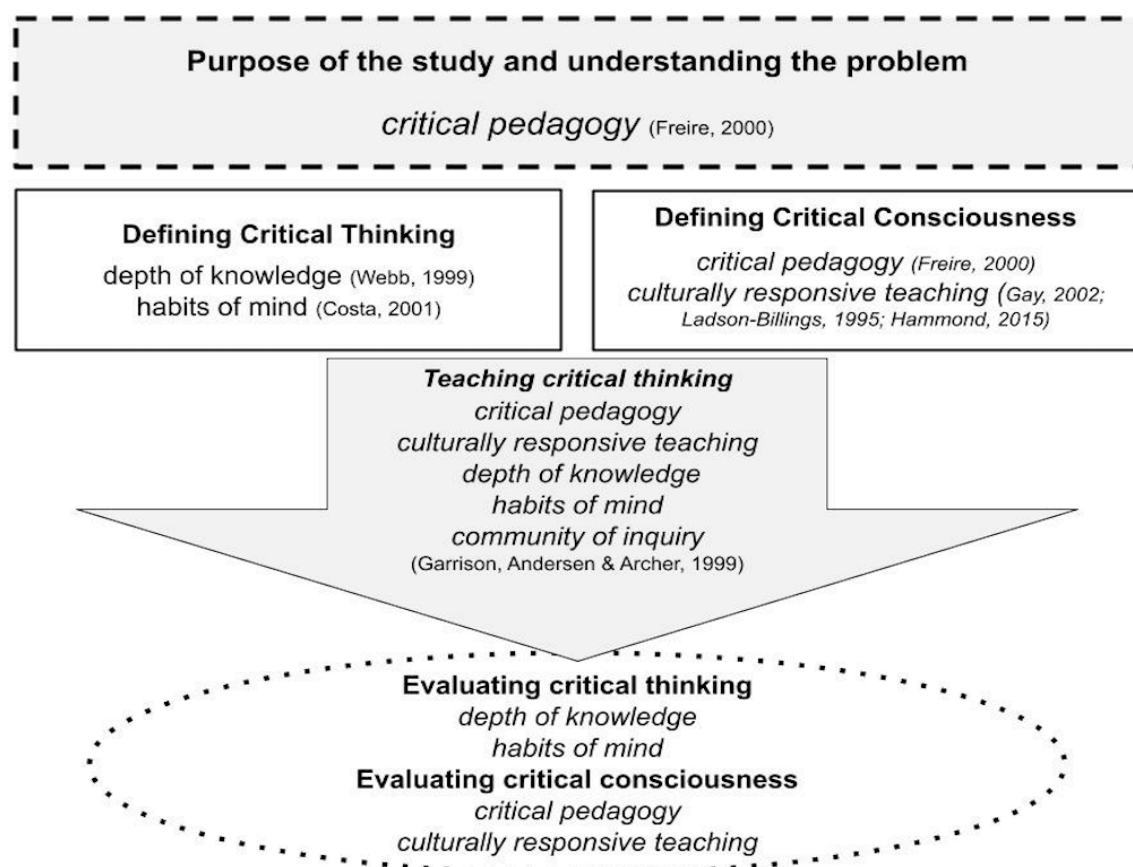 Purpose of the study and understanding the problem
critical pedagogy (Freire, 2000)
Defining Critical Thinking
depth of knowledge (Webb, 1999)
habits of mind (Costa, 2001)
Defining Critical Consciousness
critical pedagogy (Freire, 2000)
culturally responsive teaching (Gay, 2002;
Ladson-Billings, 1995; Hammond, 2015)
Teaching critical thinking
critical pedagogy
culturally responsive teaching
depth of knowledge
habits of mind
community of inquiry
(Garrison, Andersen & Archer, 1999)
Evaluating critical thinking
depth of knowledge
habits of mind
Evaluating critical consciousness
critical pedagogy
culturally responsive teaching